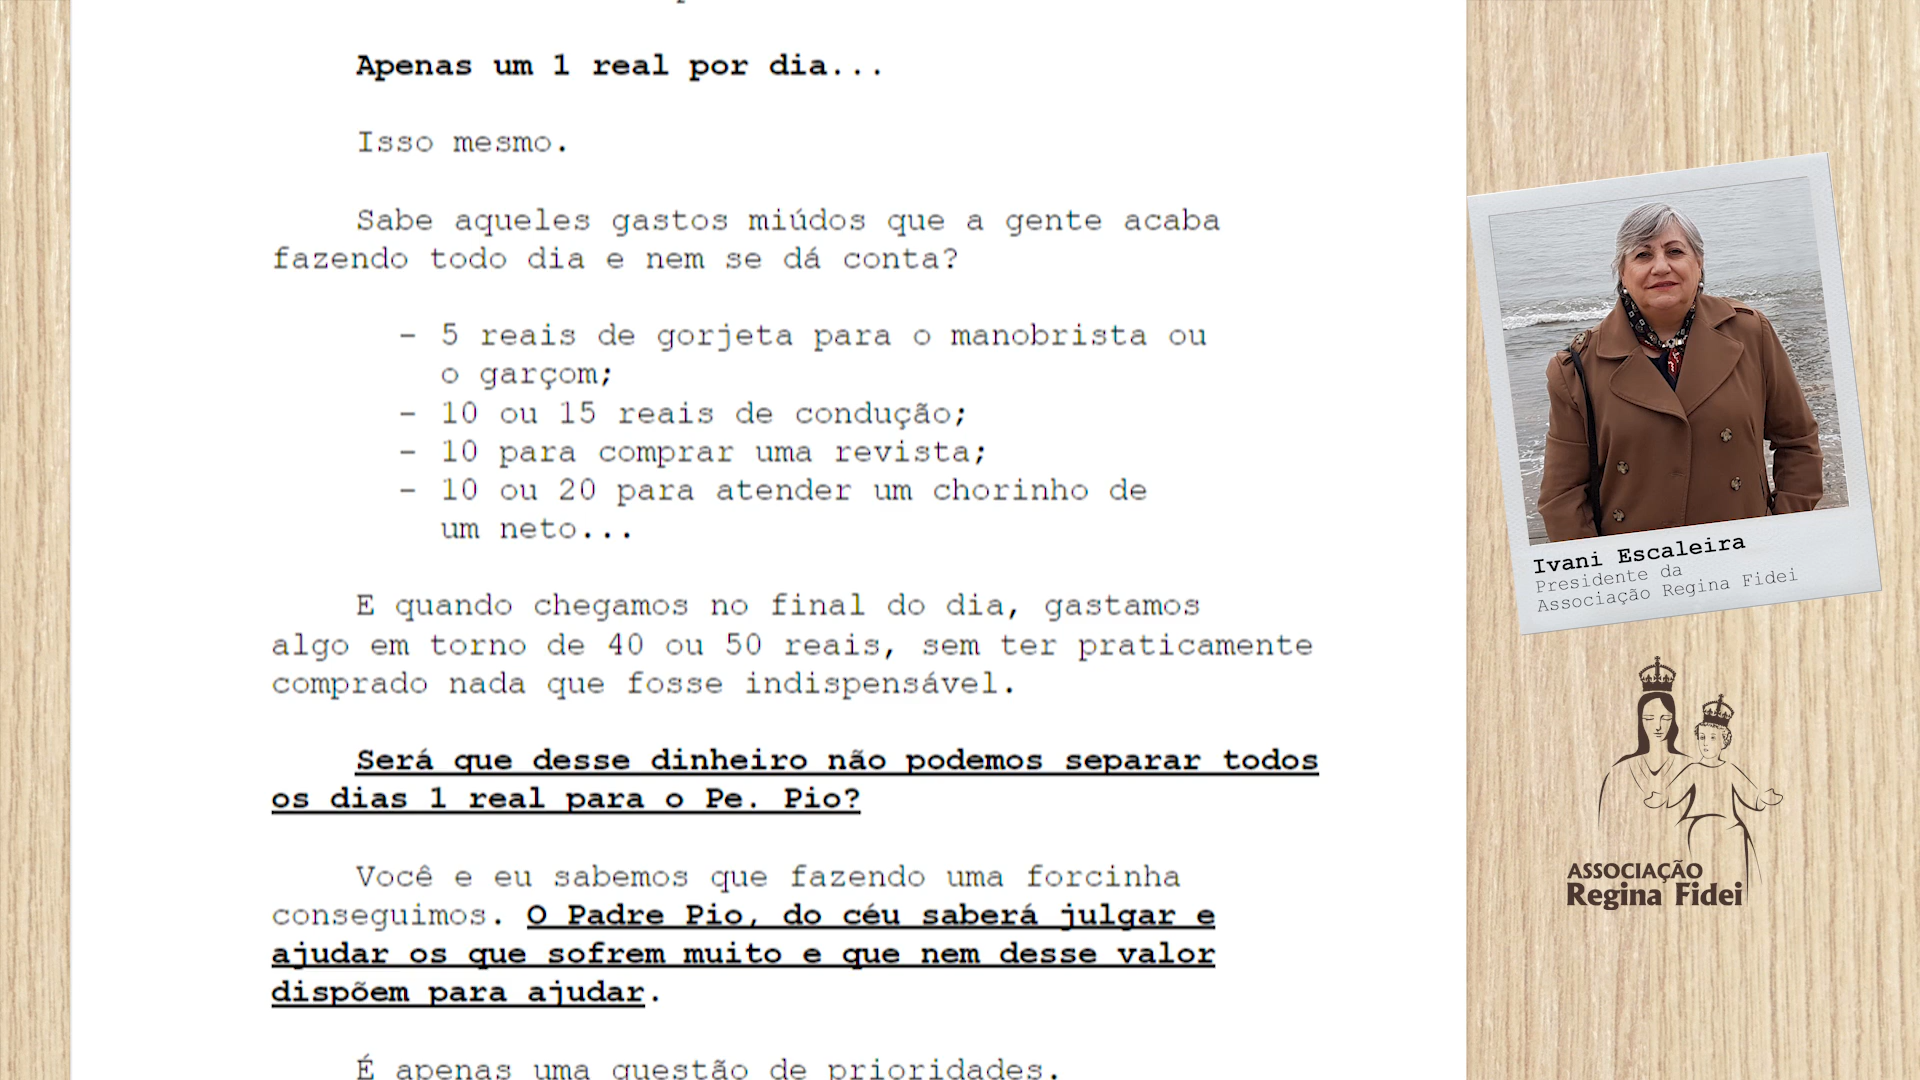 Apenas um 1 real por dia...
Isso mesmo.
Sabe aqueles gastos miúdos que a gente acaba
fazendo todo dia e nem se dá conta?
- 5 reais de gorjeta para o manobrista ou
o garçom;
- 10 ou 15 reais de condução;
- 10 para comprar uma revista;
- 10 ou 20 para atender um chorinho de
um neto...
E quando chegamos no final do dia, gastamos
algo em torno de 40 ou 50 reais, sem ter praticamente
comprado nada que fosse indispensável.
Será que desse dinheiro não podemos separar todos
os dias 1 real para o Pe. Pio?
Você e eu sabemos que fazendo uma forcinha
conseguimos. O Padre Pio, do céu saberá julgar e
ajudar os que sofrem muito e que nem desse valor
dispõem para ajudar.
É apenas uma questão de prioridades.
Ivani Escaleira
Presidente da
Associação Regina Fidei
ASSOCIAÇÃO
Regina Fidei